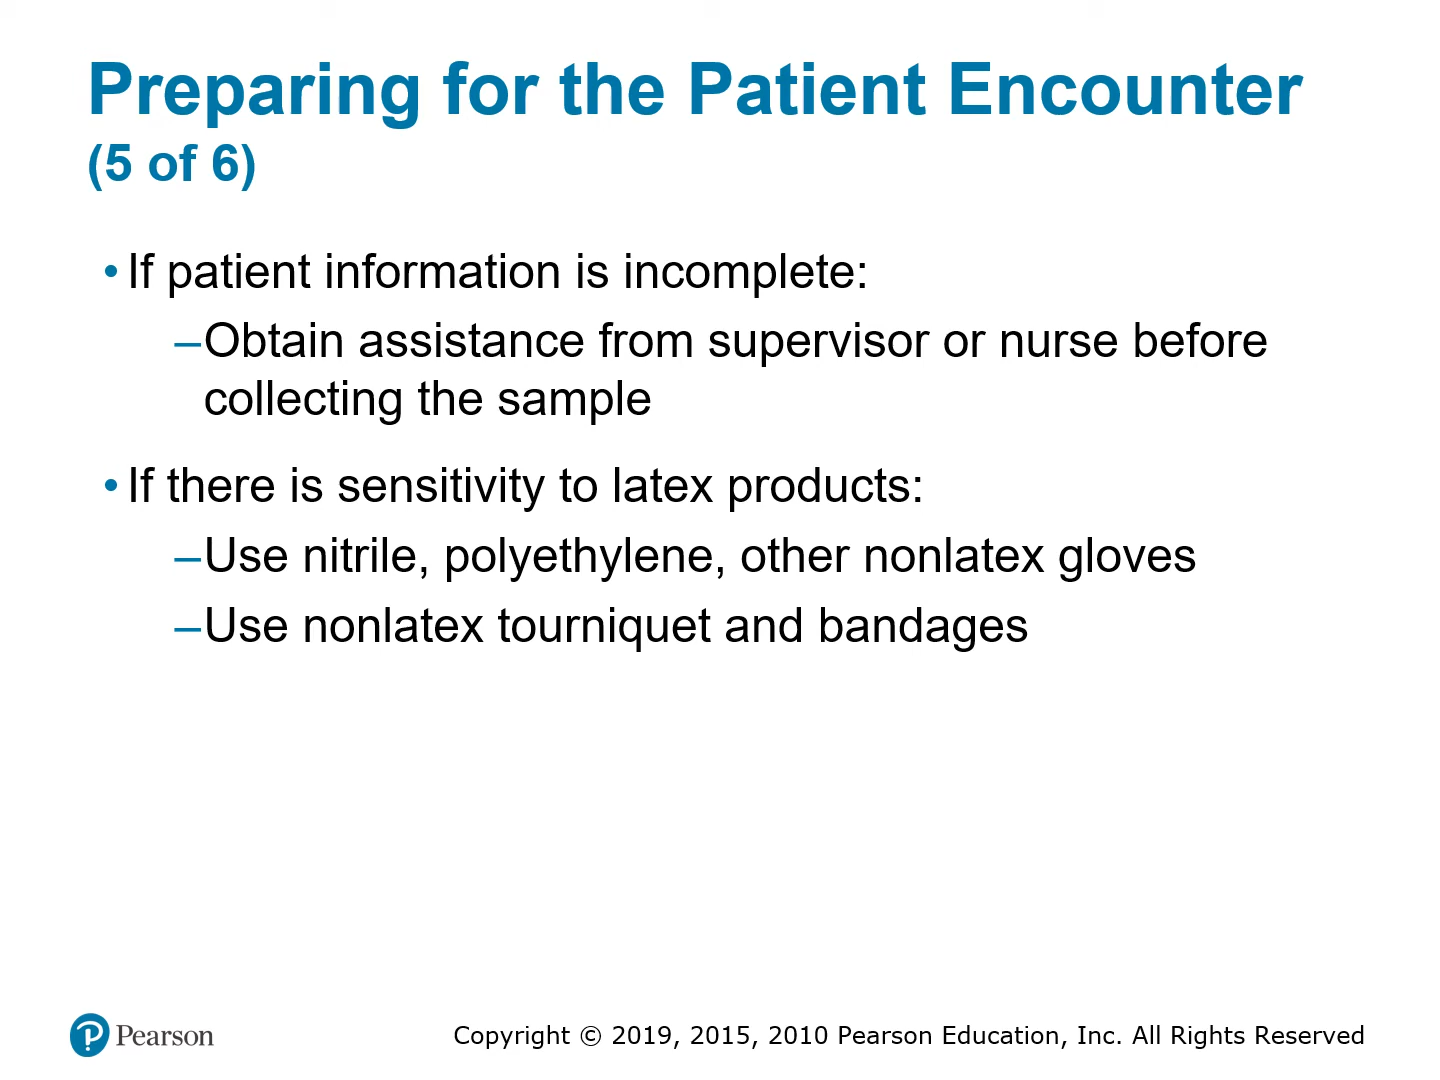 Preparing for the Patient Encounter
(5 of 6)
• If patient information is incomplete:
–Obtain assistance from supervisor or nurse before
collecting the sample
• If there is sensitivity to latex products:
–Use nitrile, polyethylene, other nonlatex gloves
–Use nonlatex tourniquet and bandages
Pearson
Copyright © 2019, 2015, 2010 Pearson Education, Inc. All Rights Reserved